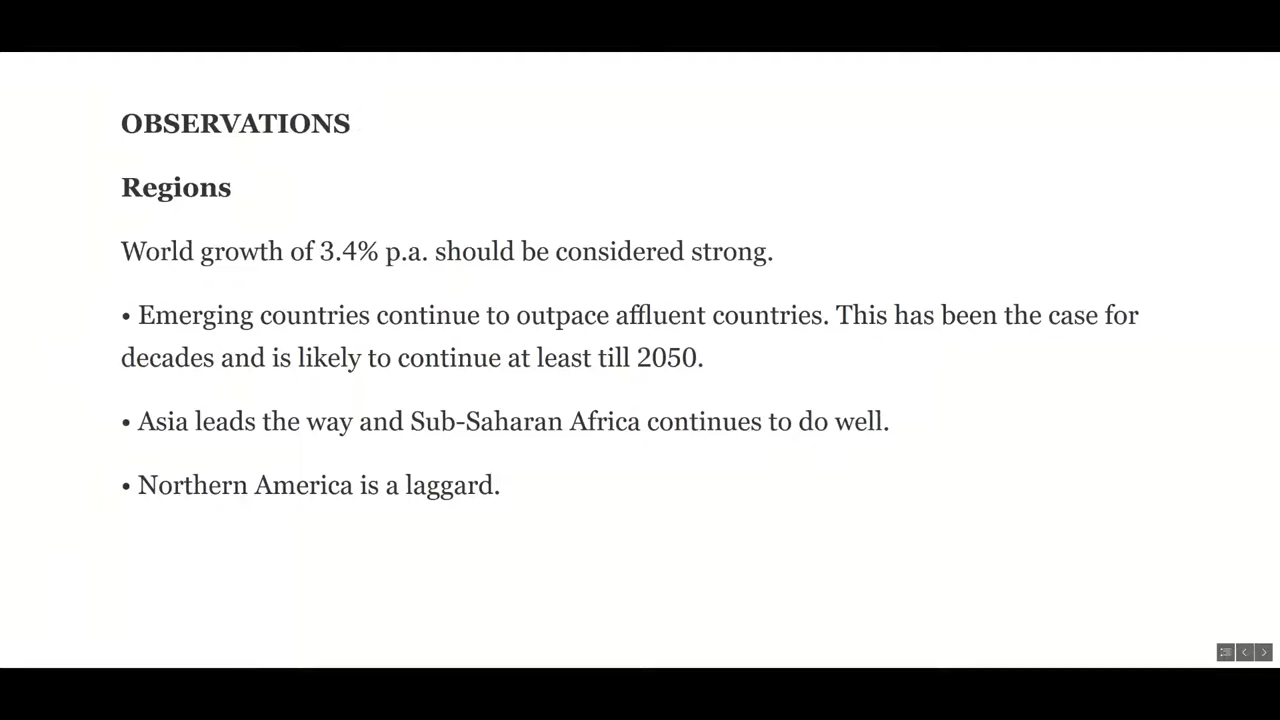 OBSERVATIONS
Regions
World growth of 3.4% p.a. should be considered strong.
• Emerging countries continue to outpace affluent countries. This has been the case for
decades and is likely to continue at least till 2050.
• Asia leads the way and Sub-Saharan Africa continues to do well.
• Northern America is a laggard.